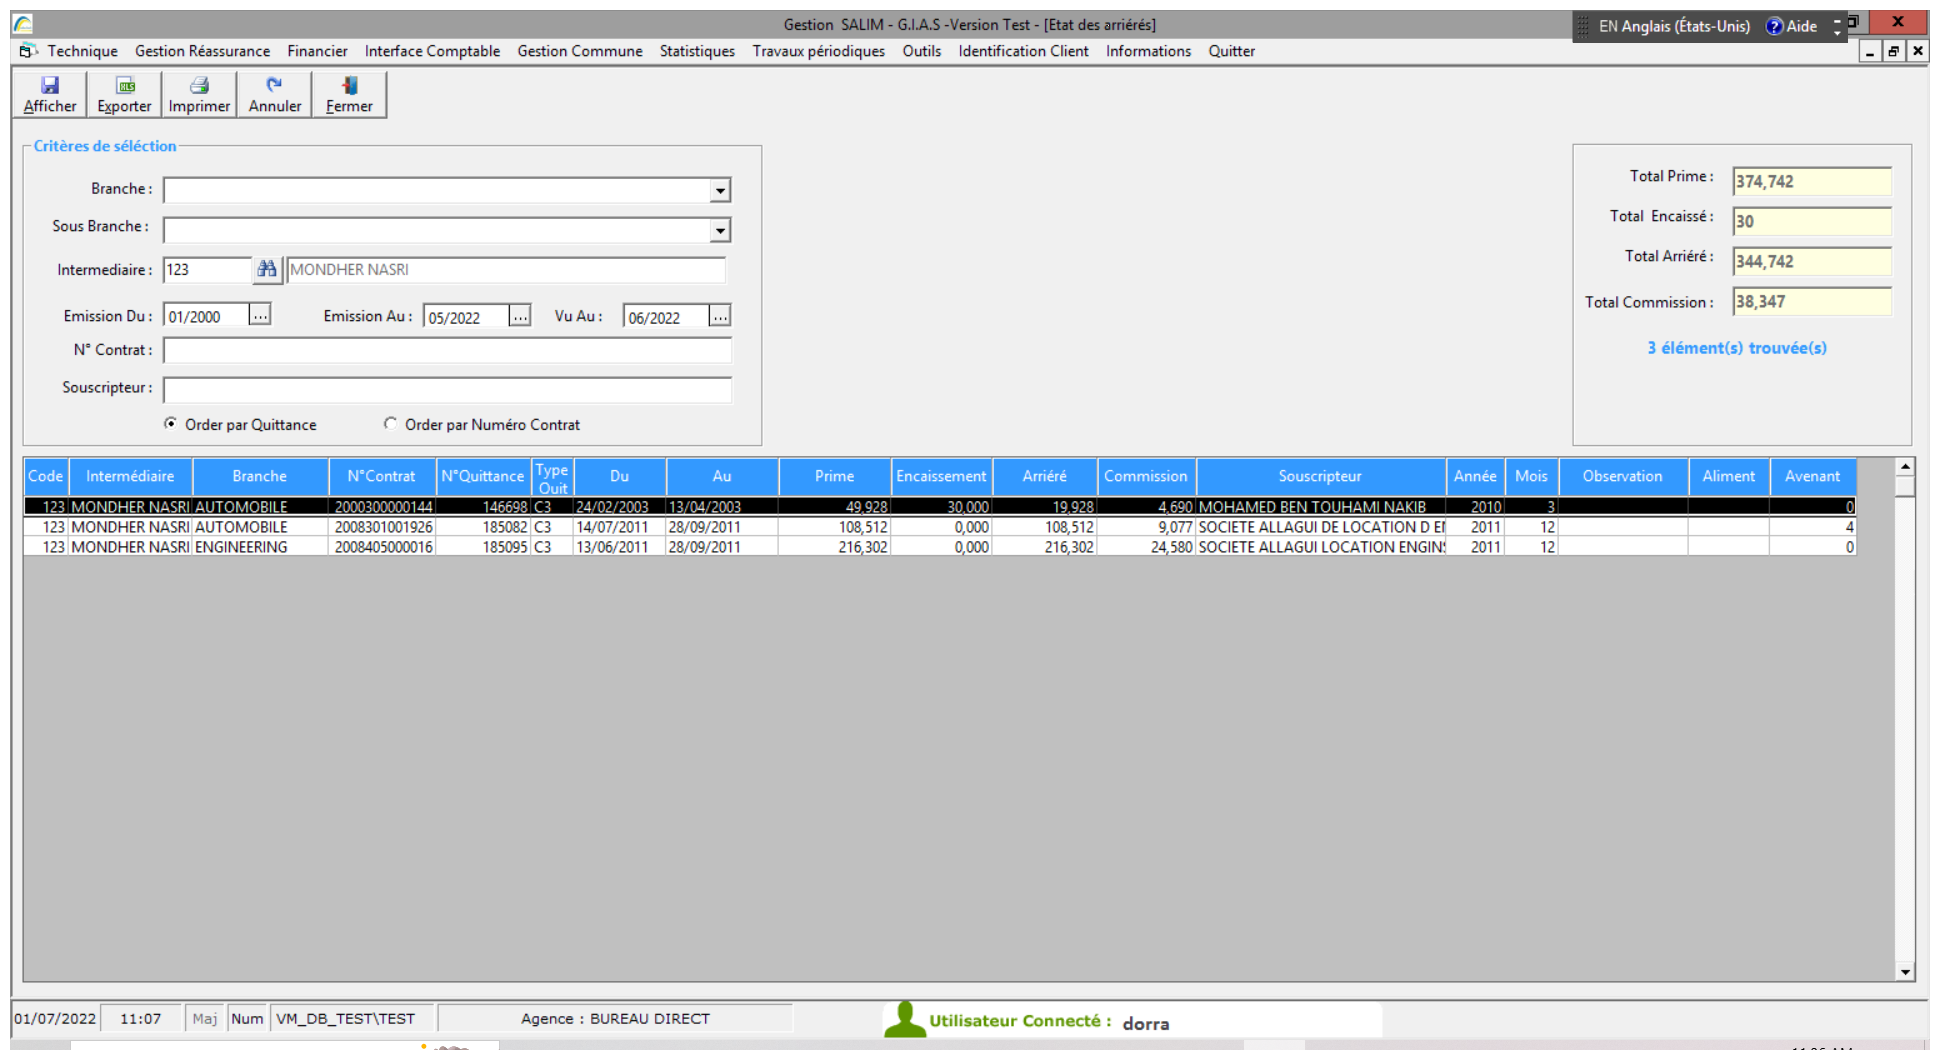 Gestion  SALIM - G.I.A.S -Version Test - [Etat des arriérés]
EN Anglais (États-Unis) Aide
Technique Gestion Réassurance Financier Interface Comptable Gestion Commune Statistiques Travaux périodiques Outils Identification Client Informations Quitter
Afficher Exporter Imprimer Annuler Fermer
Critères de séléction
Branche :
Sous Branche :
Intermediaire : 123 MONDHER NASRI
Emission Du : 01/2000 ... Emission Au : 05/2022 ... Vu Au : 06/2022 ...
N° Contrat :
Souscripteur :
Order par Quittance Order par Numéro Contrat
Total Prime : 374,742
Total Encaissé : 30
Total Arriéré : 344,742
Total Commission : 38,347
3 élément(s) trouvée(s)
Code Intermédiaire Branche N°Contrat N°Quittance Type Quit Du Au Prime Encaissement Arriéré Commission Souscripteur Année Mois Observation Aliment Avenant
123 MONDHER NASRI AUTOMOBILE 2000300000144 146698 C3 24/02/2003 13/04/2003 49,928 30,000 19,928 4,690 MOHAMED BEN TOUHAMI NAKIB 2010 3 0
123 MONDHER NASRI AUTOMOBILE 2008301001926 185082 C3 14/07/2011 28/09/2011 108,512 0,000 108,512 9,077 SOCIETE ALLAGUI DE LOCATION D 2011 12 4
123 MONDHER NASRI ENGINEERING 2008405000016 185095 C3 13/06/2011 28/09/2011 216,302 0,000 216,302 24,580 SOCIETE ALLAGUI LOCATION ENGIN 2011 12 0
01/07/2022 11:07 Maj Num VM_DB_TEST\TEST Agence : BUREAU DIRECT Utilisateur Connecté : dorra